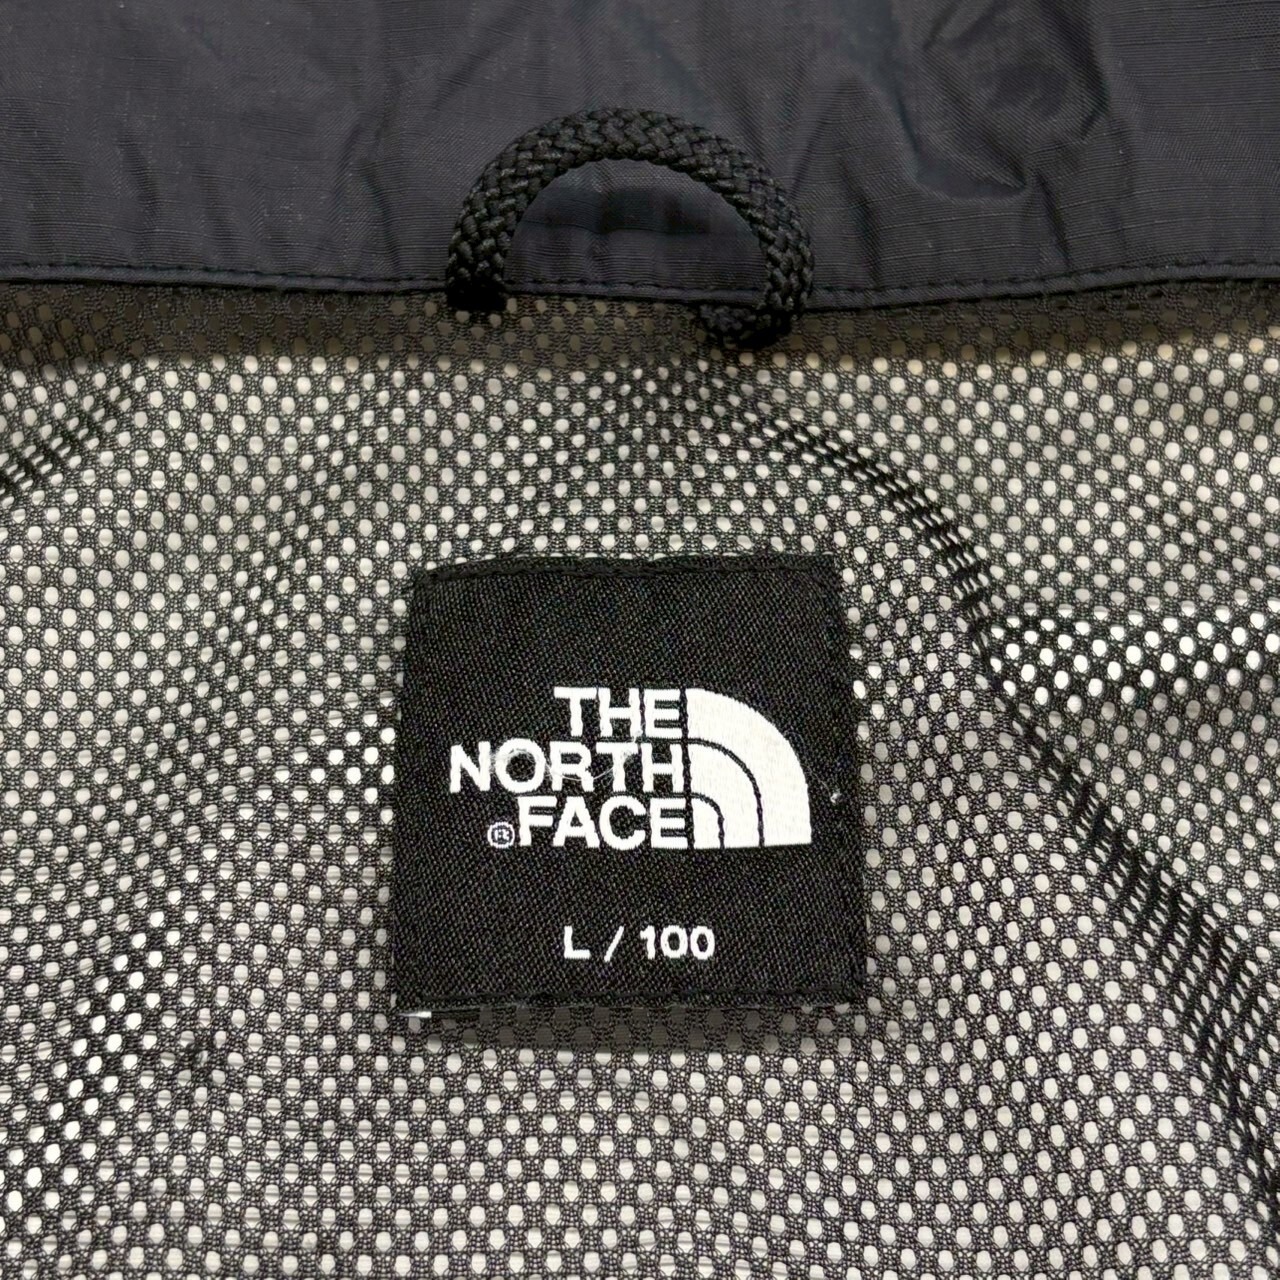 THE
NORTH
®FACE
L / 100